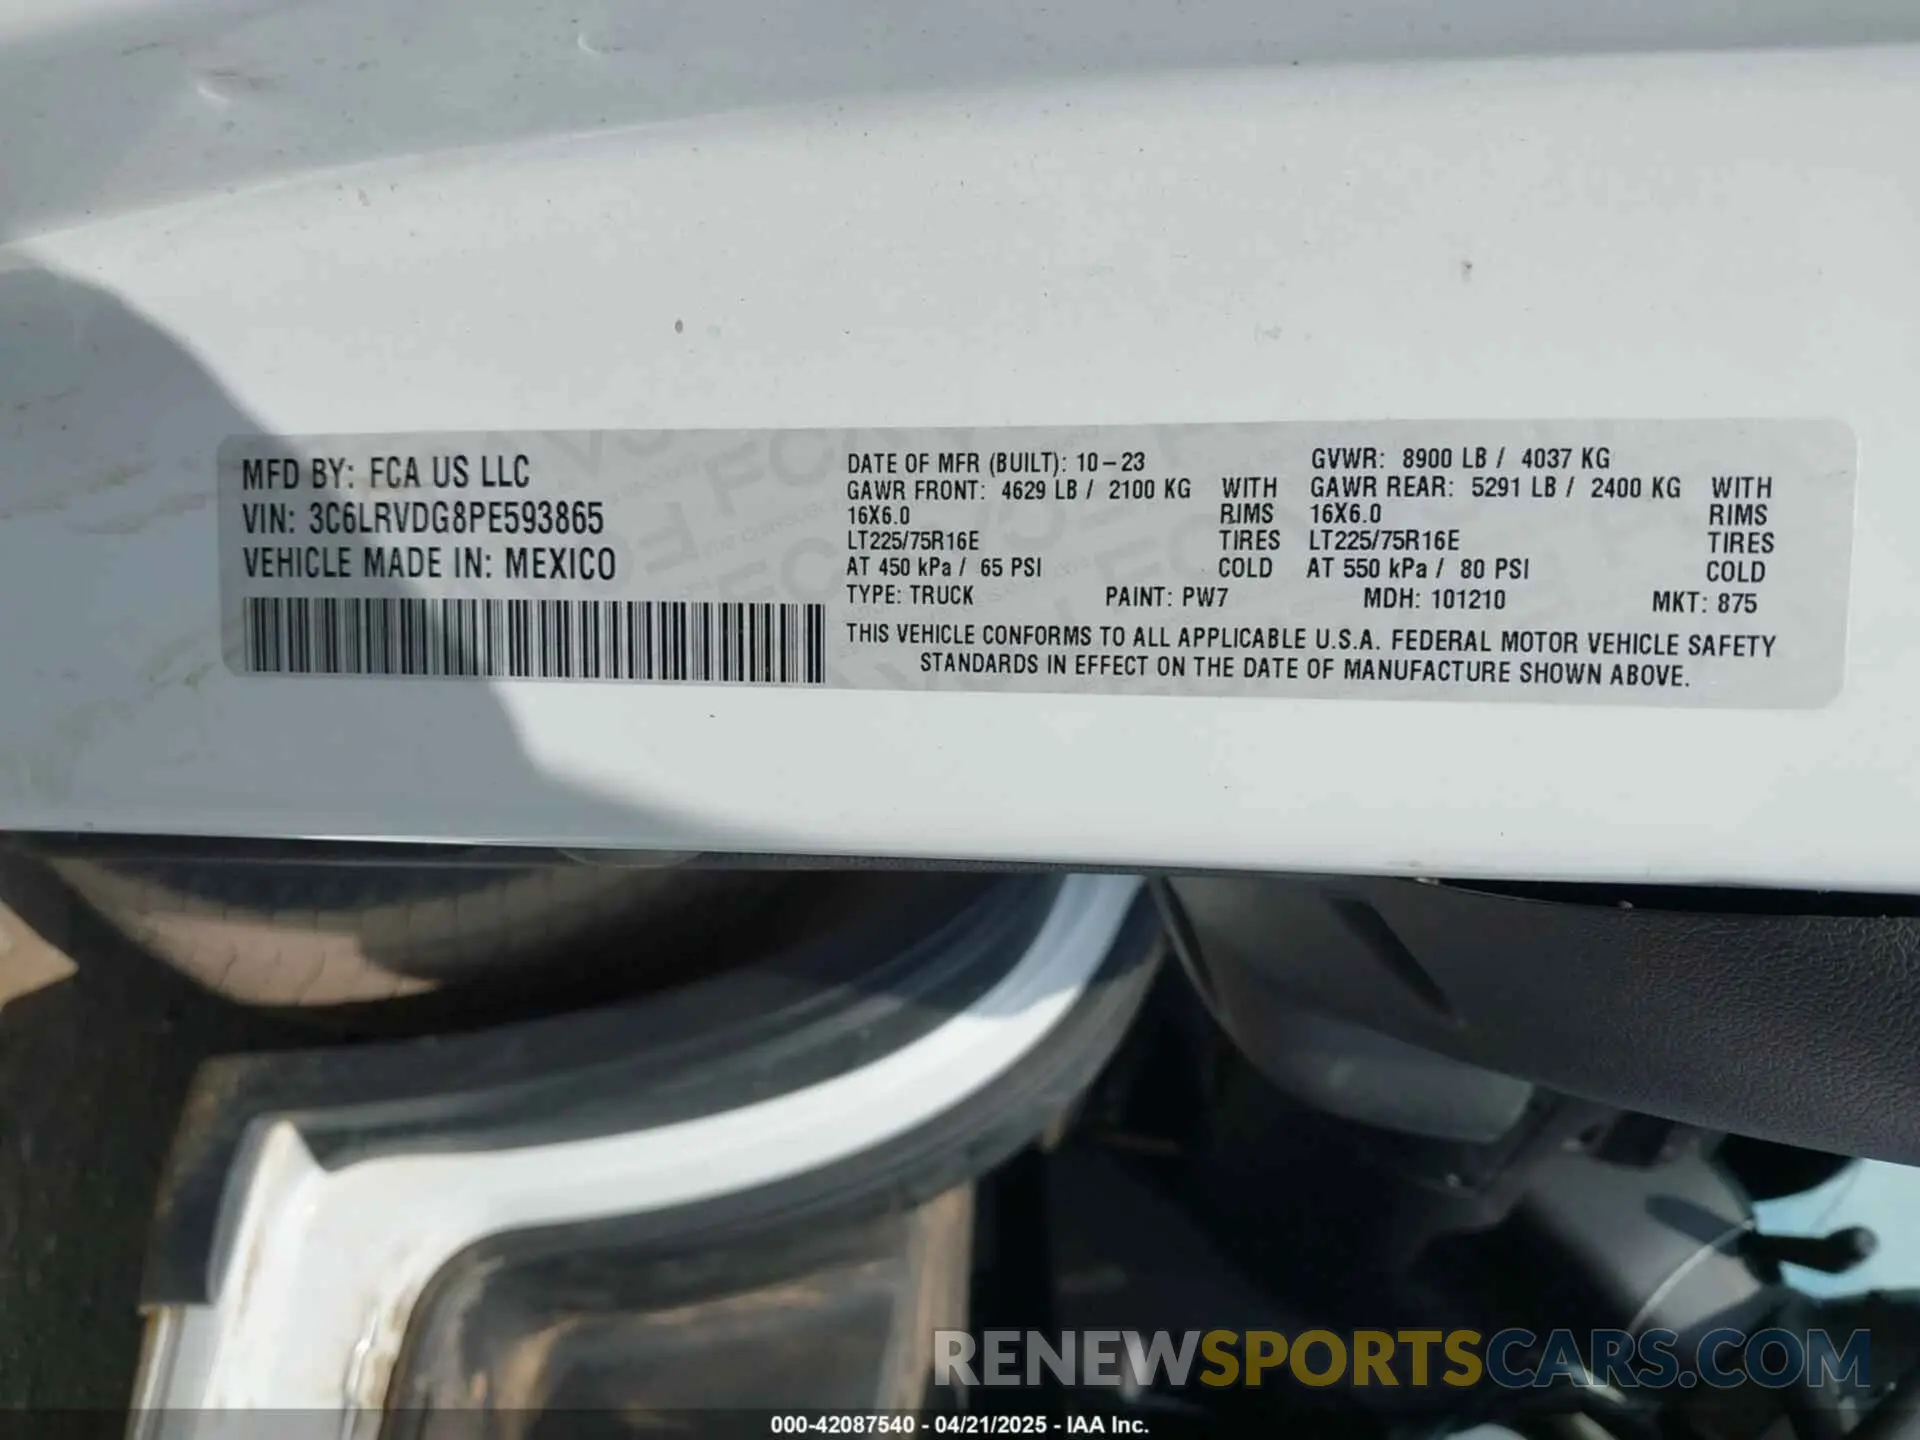 MFD BY: FCA US LLC
VIN: 3C6LRVDG8PE593865
VEHICLE MADE IN: MEXICO
DATE OF MFR (BUILT): 10-23 GVWR: 8900 LB / 4037 KG
GAWR FRONT: 4629 LB / 2100 KG WITH GAWR REAR: 5291 LB / 2400 KG WITH
16X6.0 RIMS 16X6.0 RIMS
LT225/75R16E TIRES LT225/75R16E TIRES
AT 450 kPa / 65 PSI COLD AT 550 kPa / 80 PSI COLD
TYPE: TRUCK PAINT: PW7 MDH: 101210 MKT: 875
THIS VEHICLE CONFORMS TO ALL APPLICABLE U.S.A. FEDERAL MOTOR VEHICLE SAFETY
STANDARDS IN EFFECT ON THE DATE OF MANUFACTURE SHOWN ABOVE.
RENEWSPORTSCARS.COM
000-42087540 - 04/21/2025 - IAA Inc.